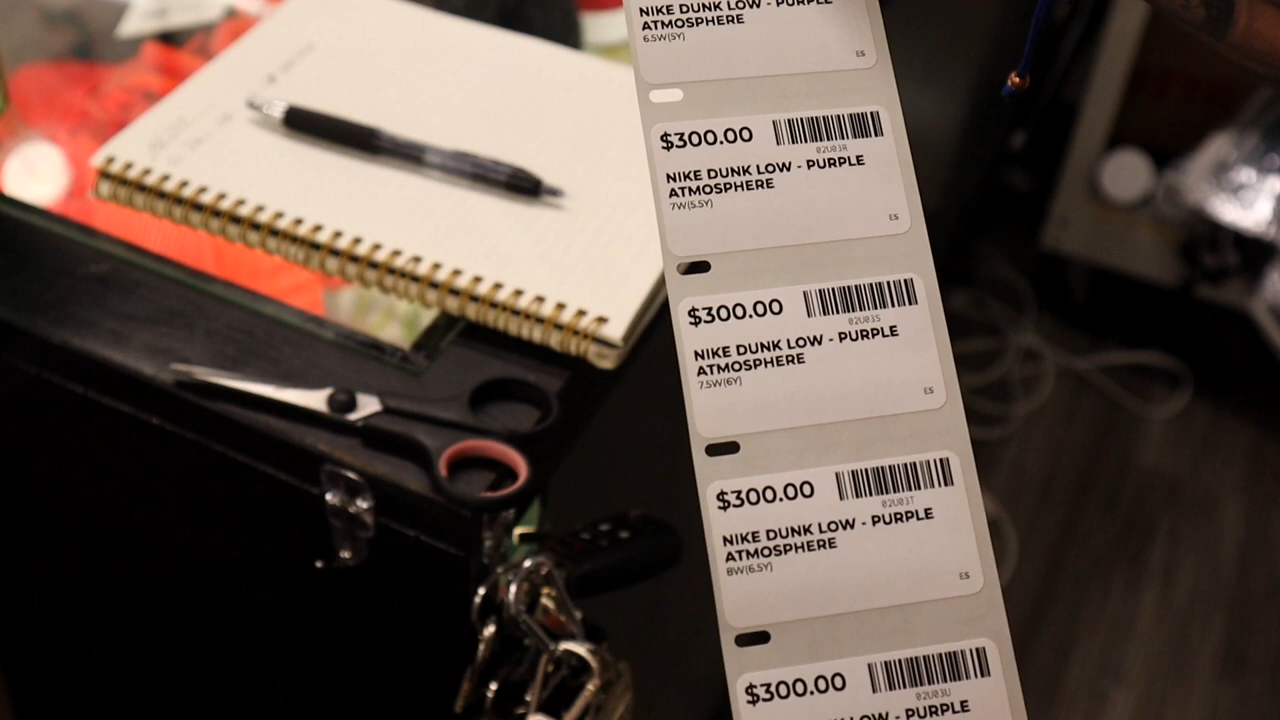 NIKE DUNK LOW - PURPLE
ATMOSPHERE
6.5W(5Y)
ES
$300.00
02U03R
NIKE DUNK LOW - PURPLE
ATMOSPHERE
7W(5.5Y)
ES
$300.00
02U03S
NIKE DUNK LOW - PURPLE
ATMOSPHERE
7.5W(6Y)
ES
$300.00
02U03T
NIKE DUNK LOW - PURPLE
ATMOSPHERE
8W(6.5Y)
ES
$300.00
02U03U
NIKE DUNK LOW - PURPLE